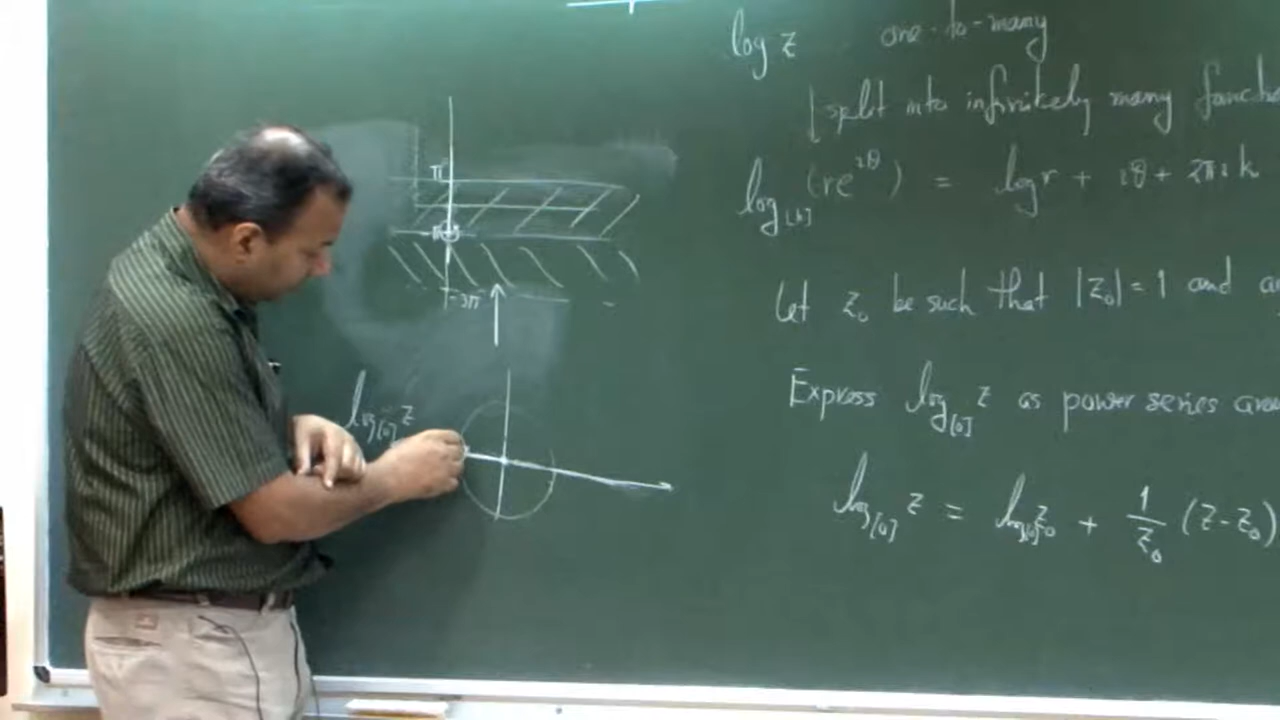 log z one-to-many
split into infinitely many
log[k] (re^{iθ}) = log r + iθ + 2πik
Let z₀ be such that |z₀| = 1 and
Express log[0] z as power series
log[0] z = log[0] z₀ + 1/z₀ (z - z₀)
π
-3π
log[0] z